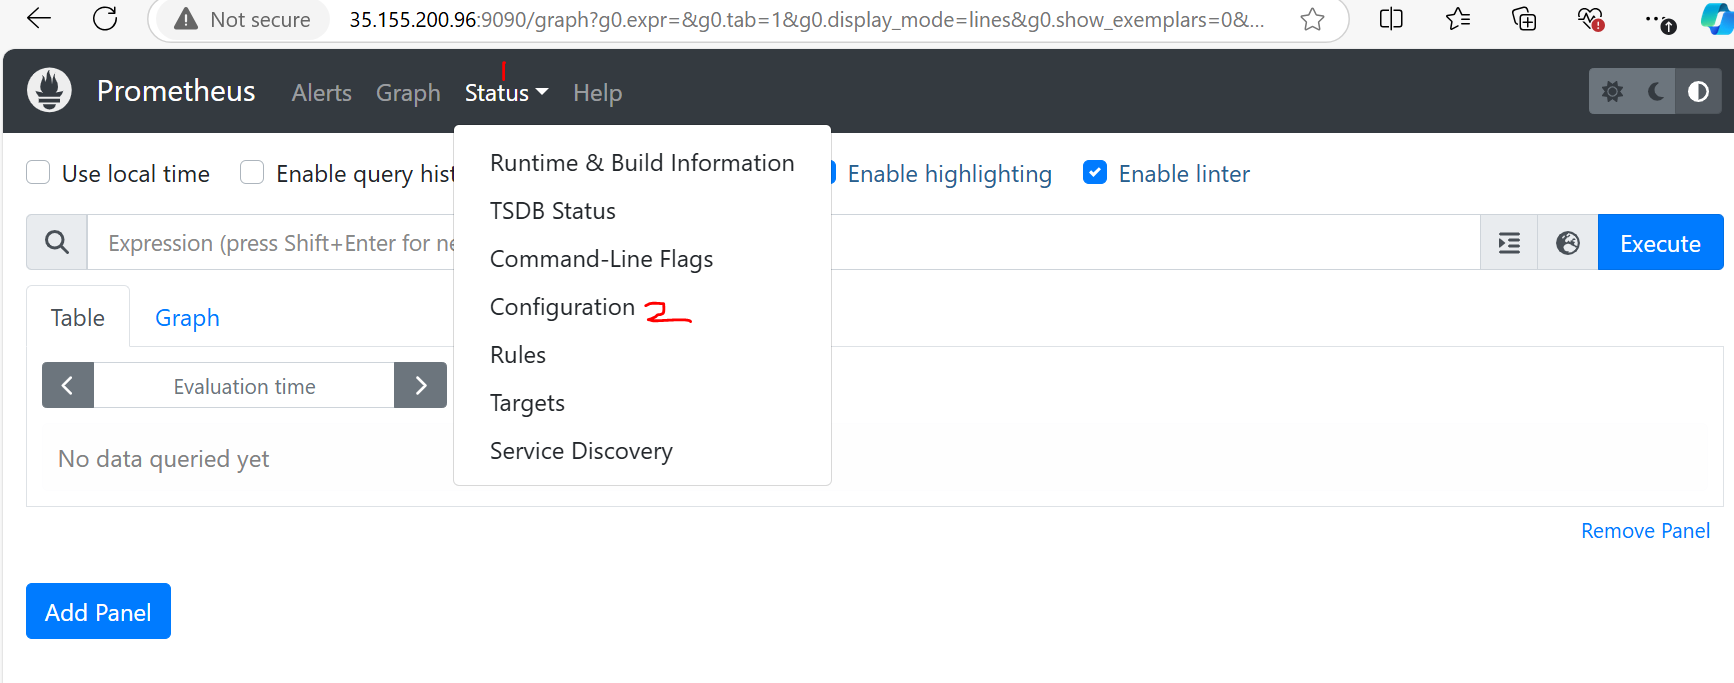 Not secure 35.155.200.96:9090/graph?g0.expr=&g0.tab=1&g0.display_mode=lines&g0.show_exemplars=0&...
1
Prometheus Alerts Graph Status Help
Use local time Enable query hist Enable highlighting Enable linter
Expression (press Shift+Enter for ne Execute
Runtime & Build Information
TSDB Status
Command-Line Flags
Configuration 2
Rules
Targets
Service Discovery
Table Graph
Evaluation time
No data queried yet
Remove Panel
Add Panel